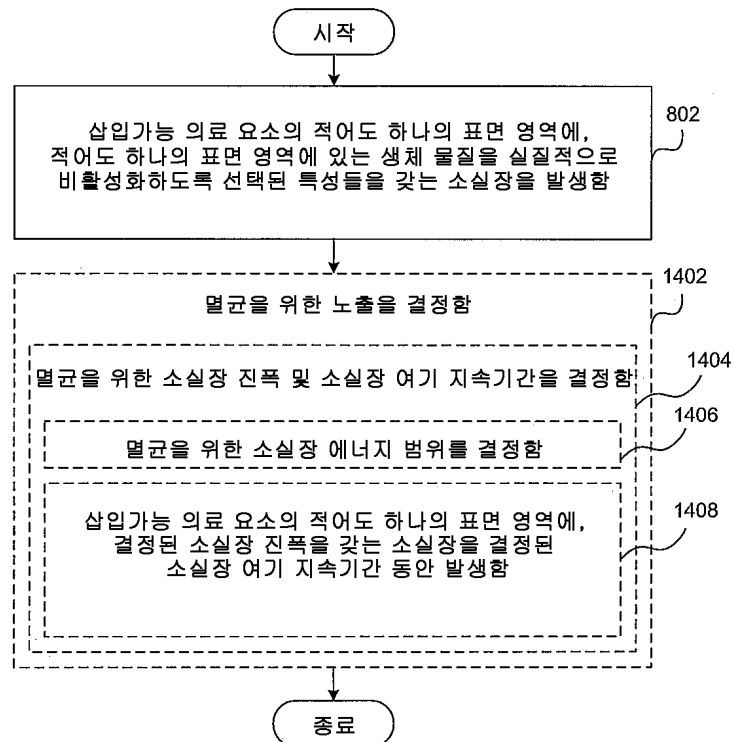 시작
삽입가능 의료 요소의 적어도 하나의 표면 영역에,
적어도 하나의 표면 영역에 있는 생체 물질을 실질적으로
비활성화하도록 선택된 특성들을 갖는 소실장을 발생함
802
1402
멸균을 위한 노출을 결정함
1404
멸균을 위한 소실장 진폭 및 소실장 여기 지속기간을 결정함
1406
멸균을 위한 소실장 에너지 범위를 결정함
1408
삽입가능 의료 요소의 적어도 하나의 표면 영역에,
결정된 소실장 진폭을 갖는 소실장을 결정된
소실장 여기 지속기간 동안 발생함
종료